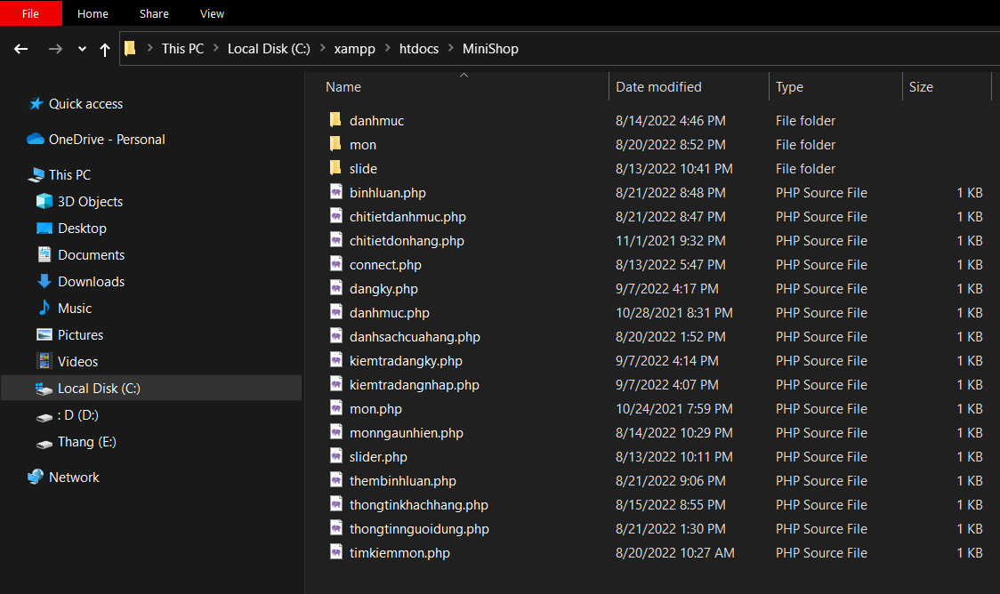 File Home Share View
This PC Local Disk (C:) xampp htdocs MiniShop
Name Date modified Type Size
Quick access
OneDrive - Personal
This PC
3D Objects
Desktop
Documents
Downloads
Music
Pictures
Videos
Local Disk (C:)
: D (D:)
Thang (E:)
Network
danhmuc 8/14/2022 4:46 PM File folder
mon 8/20/2022 8:52 PM File folder
slide 8/13/2022 10:41 PM File folder
binhluan.php 8/21/2022 8:48 PM PHP Source File 1 KB
chitietdanhmuc.php 8/21/2022 8:47 PM PHP Source File 1 KB
chitietdonhang.php 11/1/2021 9:32 PM PHP Source File 1 KB
connect.php 8/13/2022 5:47 PM PHP Source File 1 KB
dangky.php 9/7/2022 4:17 PM PHP Source File 1 KB
danhmuc.php 10/28/2021 8:31 PM PHP Source File 1 KB
danhsachcuahang.php 8/20/2022 1:52 PM PHP Source File 1 KB
kiemtradangky.php 9/7/2022 4:14 PM PHP Source File 1 KB
kiemtradangnhap.php 9/7/2022 4:07 PM PHP Source File 1 KB
mon.php 10/24/2021 7:59 PM PHP Source File 1 KB
monngaunhien.php 8/14/2022 10:29 PM PHP Source File 1 KB
slider.php 8/13/2022 10:11 PM PHP Source File 1 KB
thembinhluan.php 8/21/2022 9:06 PM PHP Source File 1 KB
thongtinkhachhang.php 8/15/2022 8:55 PM PHP Source File 1 KB
thongtinnguoidung.php 8/21/2022 1:30 PM PHP Source File 1 KB
timkiemmon.php 8/20/2022 10:27 AM PHP Source File 1 KB